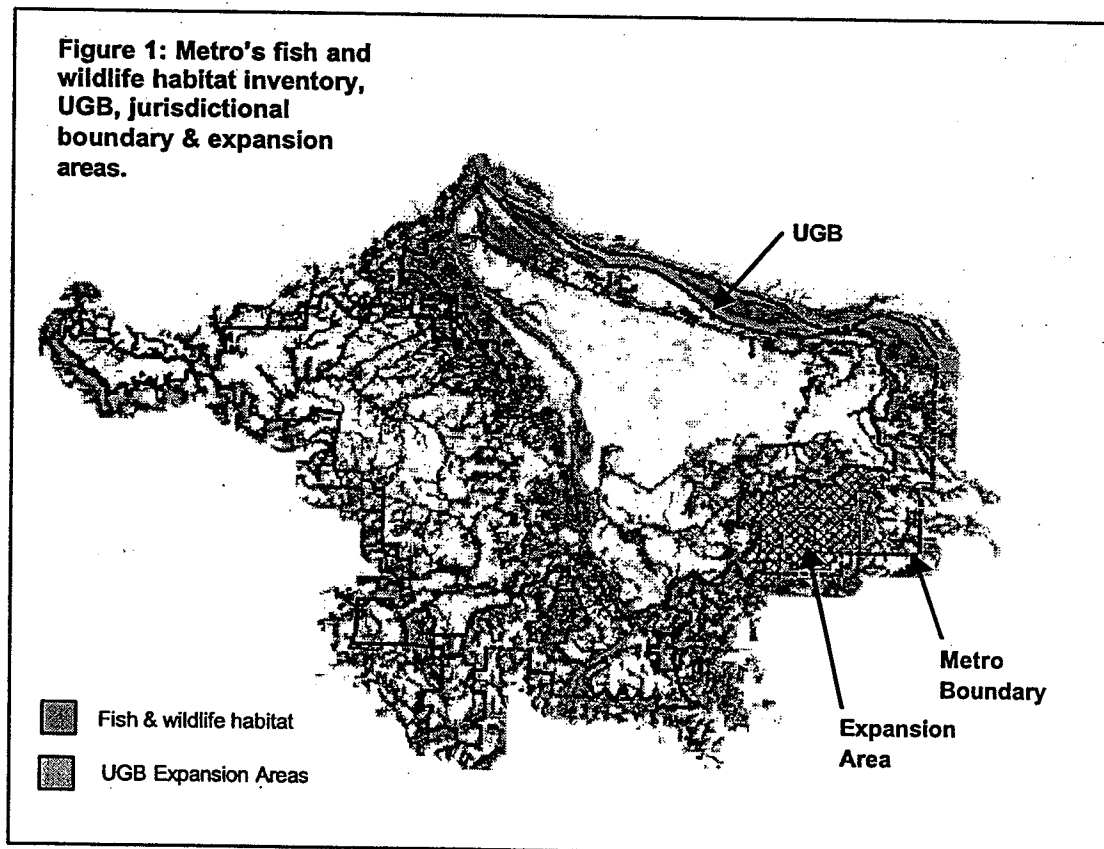 Figure 1: Metro's fish and
wildlife habitat inventory,
UGB, jurisdictional
boundary & expansion
areas.
UGB
Metro
Boundary
Expansion
Area
Fish & wildlife habitat
UGB Expansion Areas